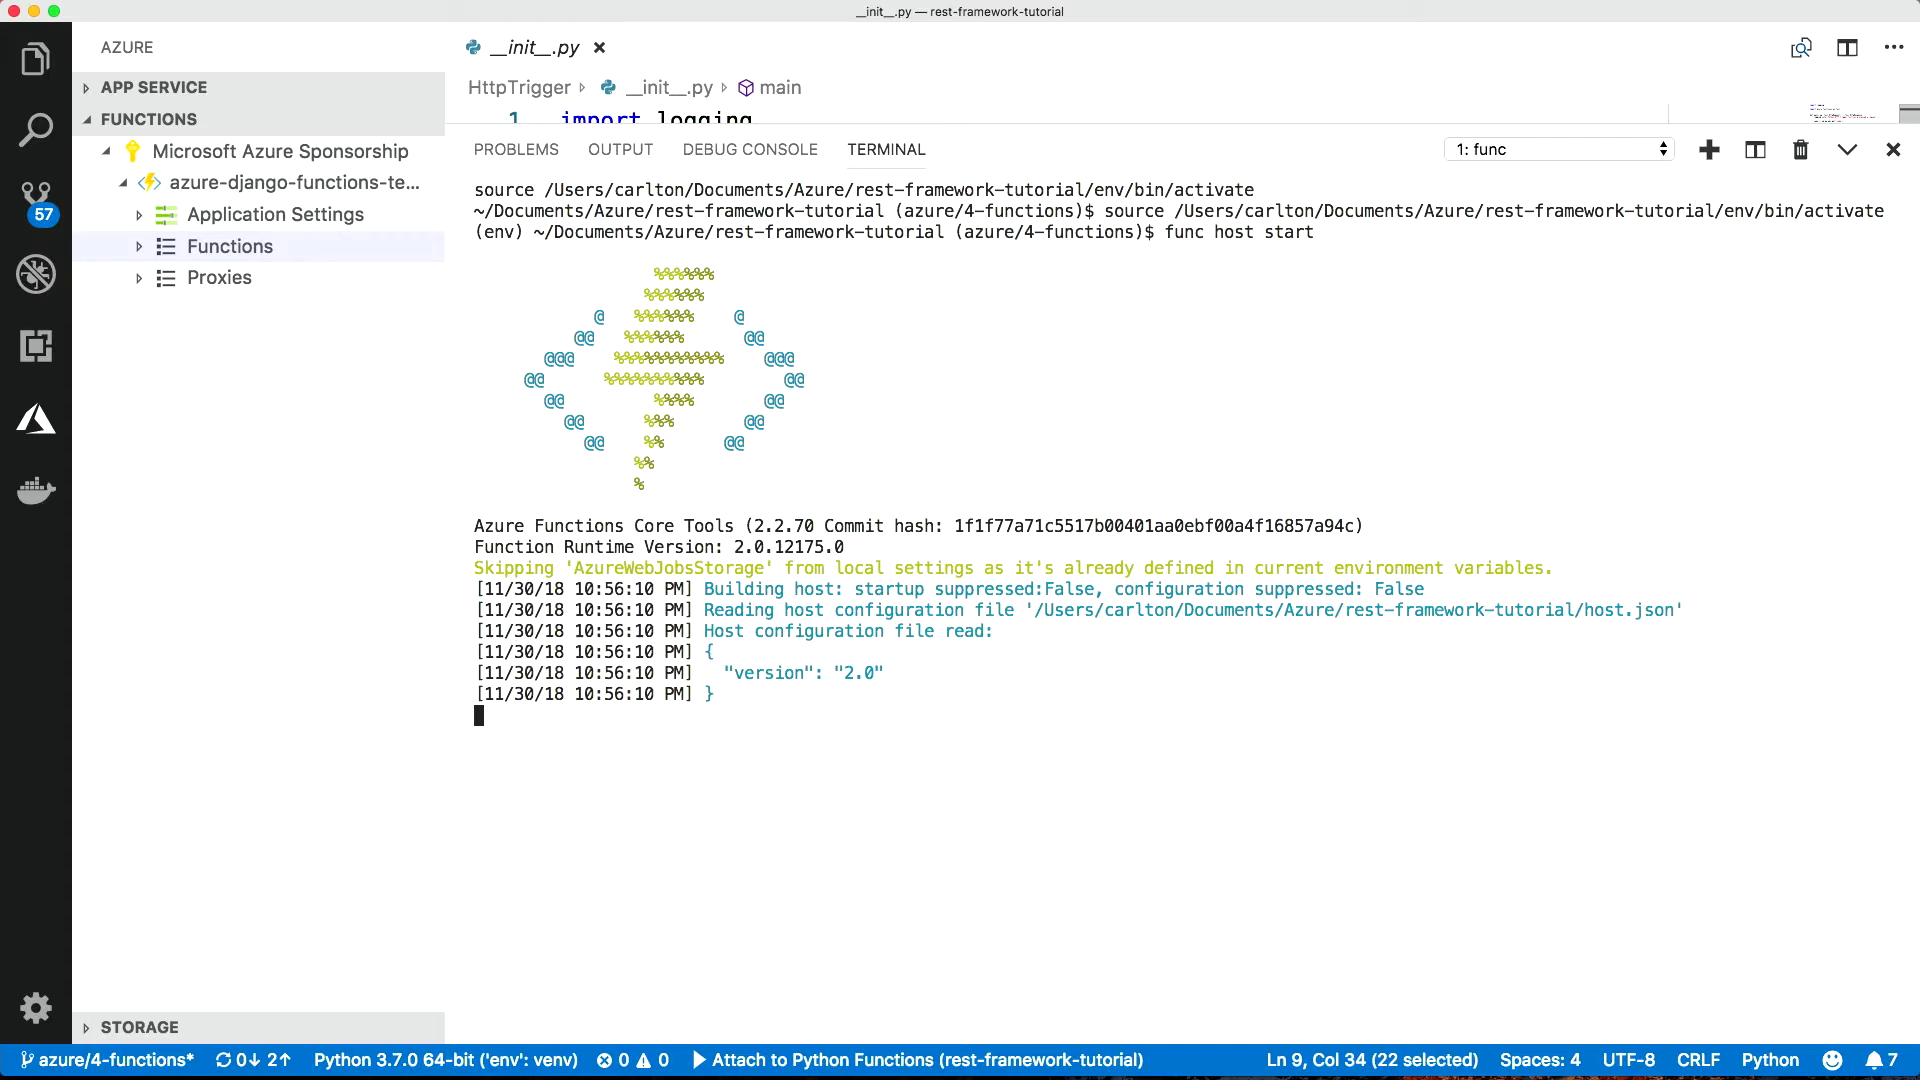 __init__.py — rest-framework-tutorial
AZURE
APP SERVICE
FUNCTIONS
Microsoft Azure Sponsorship
azure-django-functions-te...
Application Settings
Functions
Proxies
57
STORAGE
__init__.py
HttpTrigger __init__.py main
1 import logging
PROBLEMS OUTPUT DEBUG CONSOLE TERMINAL 1: func
source /Users/carlton/Documents/Azure/rest-framework-tutorial/env/bin/activate
~/Documents/Azure/rest-framework-tutorial (azure/4-functions)$ source /Users/carlton/Documents/Azure/rest-framework-tutorial/env/bin/activate
(env) ~/Documents/Azure/rest-framework-tutorial (azure/4-functions)$ func host start
%%%%%%
%%%%%%
@ %%%%%% @
@@ %%%%%% @@
@@@ %%%%%%%%%%% @@@
@@ %%%%%%%%%% @@
@@ %%%% @@
@@ %%% @@
@@ %% @@
%%
%
Azure Functions Core Tools (2.2.70 Commit hash: 1f1f77a71c5517b00401aa0ebf00a4f16857a94c)
Function Runtime Version: 2.0.12175.0
Skipping 'AzureWebJobsStorage' from local settings as it's already defined in current environment variables.
[11/30/18 10:56:10 PM] Building host: startup suppressed:False, configuration suppressed: False
[11/30/18 10:56:10 PM] Reading host configuration file '/Users/carlton/Documents/Azure/rest-framework-tutorial/host.json'
[11/30/18 10:56:10 PM] Host configuration file read:
[11/30/18 10:56:10 PM] {
[11/30/18 10:56:10 PM]   "version": "2.0"
[11/30/18 10:56:10 PM] }
azure/4-functions* 0↓ 2↑ Python 3.7.0 64-bit ('env': venv) 0 0 Attach to Python Functions (rest-framework-tutorial) Ln 9, Col 34 (22 selected) Spaces: 4 UTF-8 CRLF Python 7